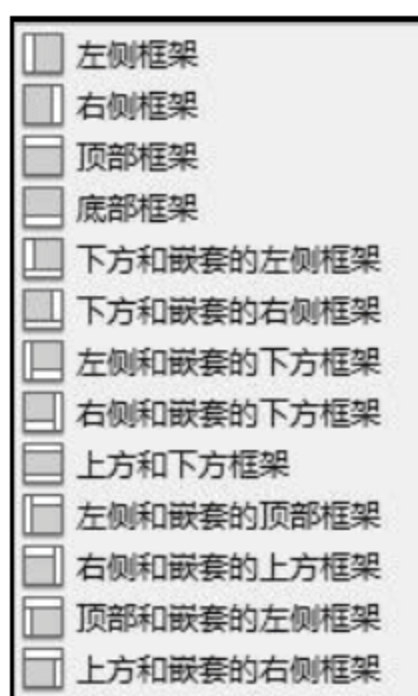 左侧框架
右侧框架
顶部框架
底部框架
下方和嵌套的左侧框架
下方和嵌套的右侧框架
左侧和嵌套的下方框架
右侧和嵌套的下方框架
上方和下方框架
左侧和嵌套的顶部框架
右侧和嵌套的上方框架
顶部和嵌套的左侧框架
上方和嵌套的右侧框架